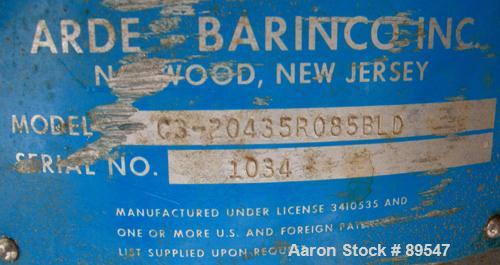 ARDE BARINCO INC.
NORWOOD, NEW JERSEY
MODEL C3-20435R085BLD
SERIAL NO. 1034
MANUFACTURED UNDER LICENSE 3410535 AND
ONE OR MORE U.S. AND FOREIGN
LIST SUPPLIED UPON
Aaron Stock # 89547